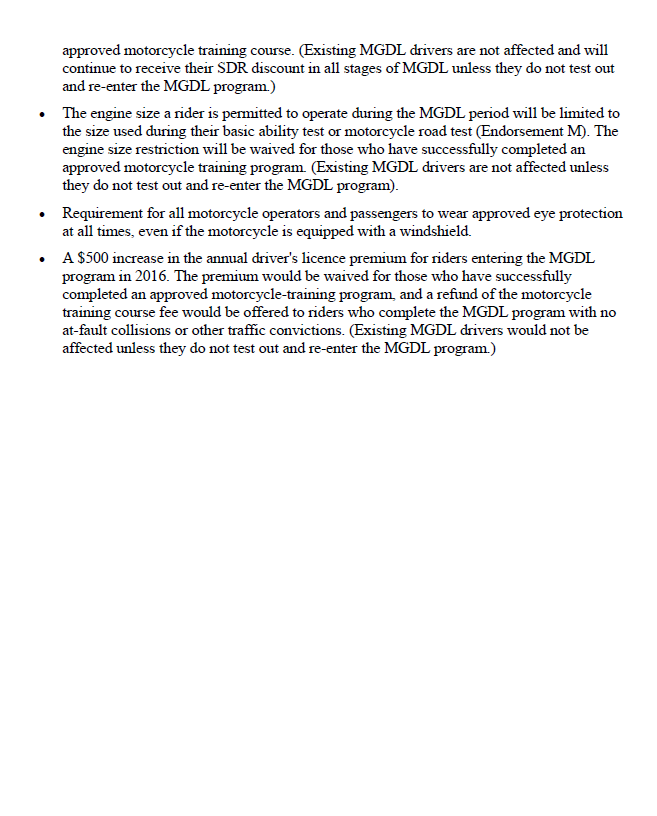 approved motorcycle training course. (Existing MGDL drivers are not affected and will
continue to receive their SDR discount in all stages of MGDL unless they do not test out
and re-enter the MGDL program.)
• The engine size a rider is permitted to operate during the MGDL period will be limited to
the size used during their basic ability test or motorcycle road test (Endorsement M). The
engine size restriction will be waived for those who have successfully completed an
approved motorcycle training program. (Existing MGDL drivers are not affected unless
they do not test out and re-enter the MGDL program).
• Requirement for all motorcycle operators and passengers to wear approved eye protection
at all times, even if the motorcycle is equipped with a windshield.
• A $500 increase in the annual driver's licence premium for riders entering the MGDL
program in 2016. The premium would be waived for those who have successfully
completed an approved motorcycle-training program, and a refund of the motorcycle
training course fee would be offered to riders who complete the MGDL program with no
at-fault collisions or other traffic convictions. (Existing MGDL drivers would not be
affected unless they do not test out and re-enter the MGDL program.)